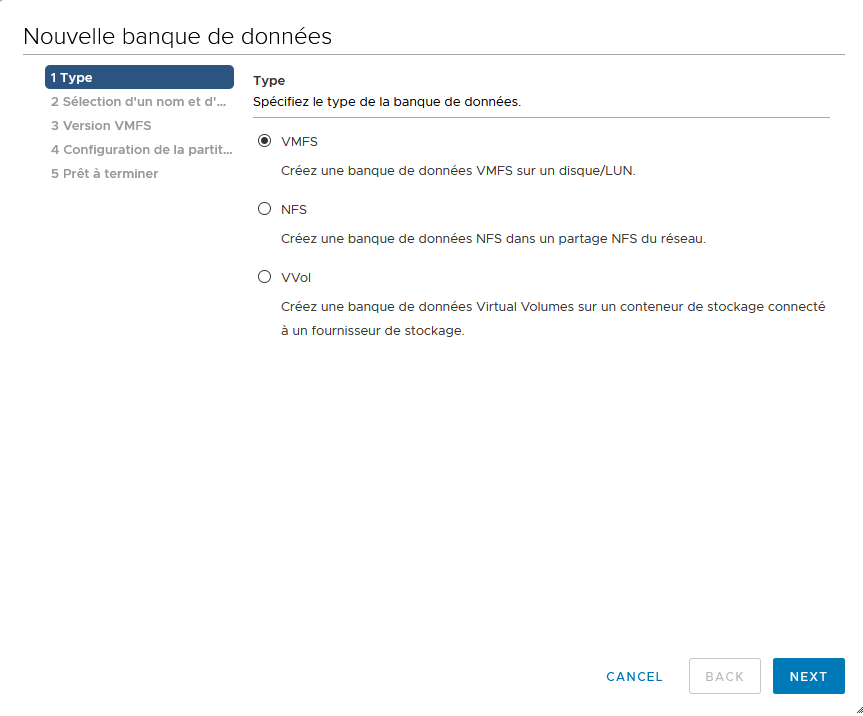 Nouvelle banque de données
1 Type
2 Sélection d'un nom et d'...
3 Version VMFS
4 Configuration de la partit...
5 Prêt à terminer
Type
Spécifiez le type de la banque de données.
VMFS
Créez une banque de données VMFS sur un disque/LUN.
NFS
Créez une banque de données NFS dans un partage NFS du réseau.
VVol
Créez une banque de données Virtual Volumes sur un conteneur de stockage connecté
à un fournisseur de stockage.
CANCEL
BACK
NEXT